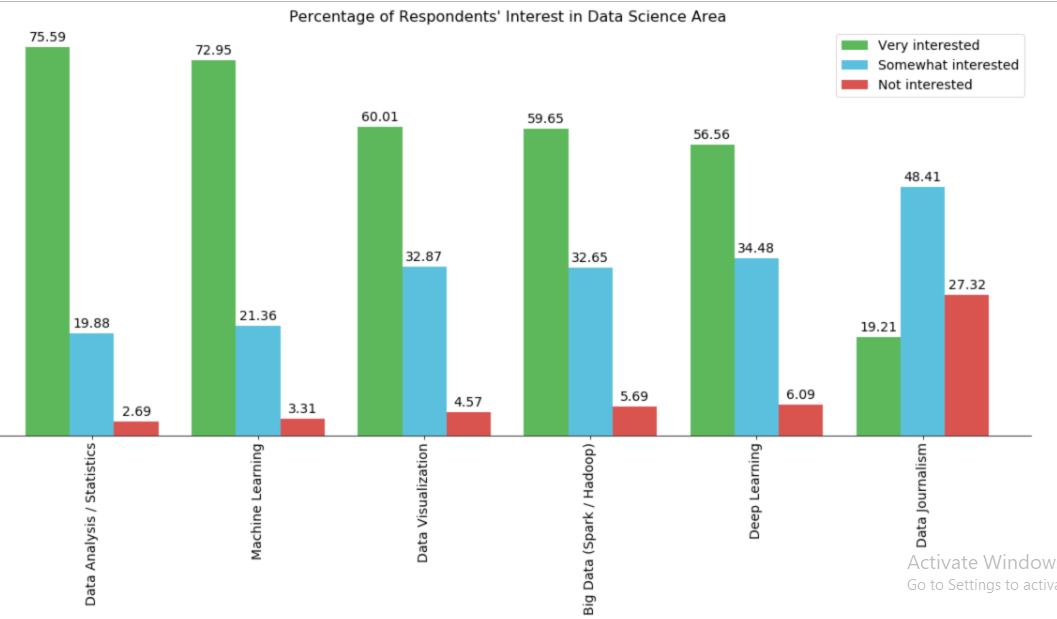 Percentage of Respondents' Interest in Data Science Area
Very interested
Somewhat interested
Not interested
75.59
19.88
2.69
72.95
21.36
3.31
60.01
32.87
4.57
59.65
32.65
5.69
56.56
34.48
6.09
19.21
48.41
27.32
Data Analysis / Statistics
Machine Learning
Data Visualization
Big Data (Spark / Hadoop)
Deep Learning
Data Journalism
Activate Window
Go to Settings to activa